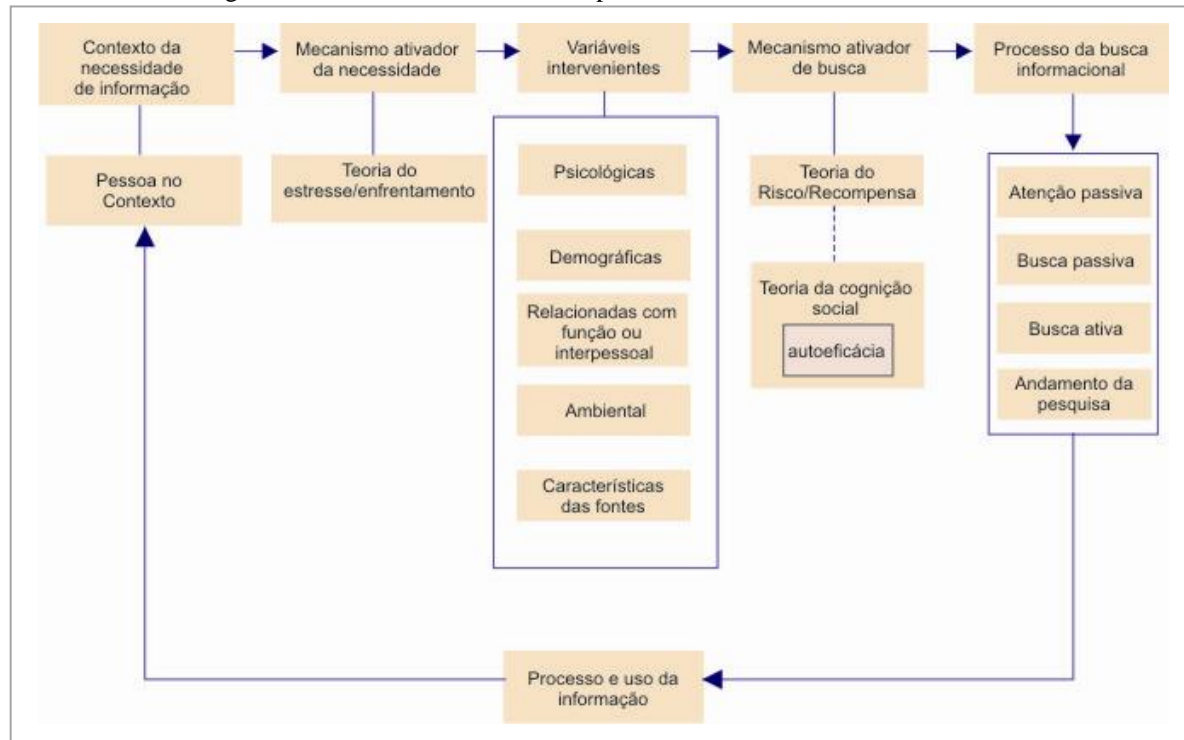 Contexto da
necessidade
de informação
Mecanismo ativador
da necessidade
Variáveis
intervenientes
Mecanismo ativador
de busca
Processo da busca
informacional
Pessoa no
Contexto
Teoria do
estresse/enfrentamento
Psicológicas
Demográficas
Relacionadas com
função ou
interpessoal
Ambiental
Características
das fontes
Teoria do
Risco/Recompensa
Teoria da cognição
social
autoeficácia
Atenção passiva
Busca passiva
Busca ativa
Andamento da
pesquisa
Processo e uso da
informação